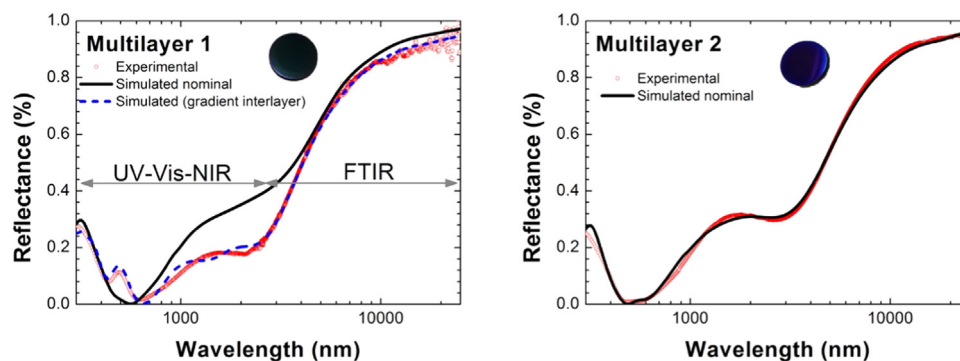 Multilayer 1
Experimental
Simulated nominal
Simulated (gradient interlayer)
UV-Vis-NIR
FTIR
Reflectance (%)
1.0
0.8
0.6
0.4
0.2
0.0
1000
10000
Wavelength (nm)
Multilayer 2
Experimental
Simulated nominal
Reflectance (%)
1.0
0.8
0.6
0.4
0.2
0.0
1000
10000
Wavelength (nm)